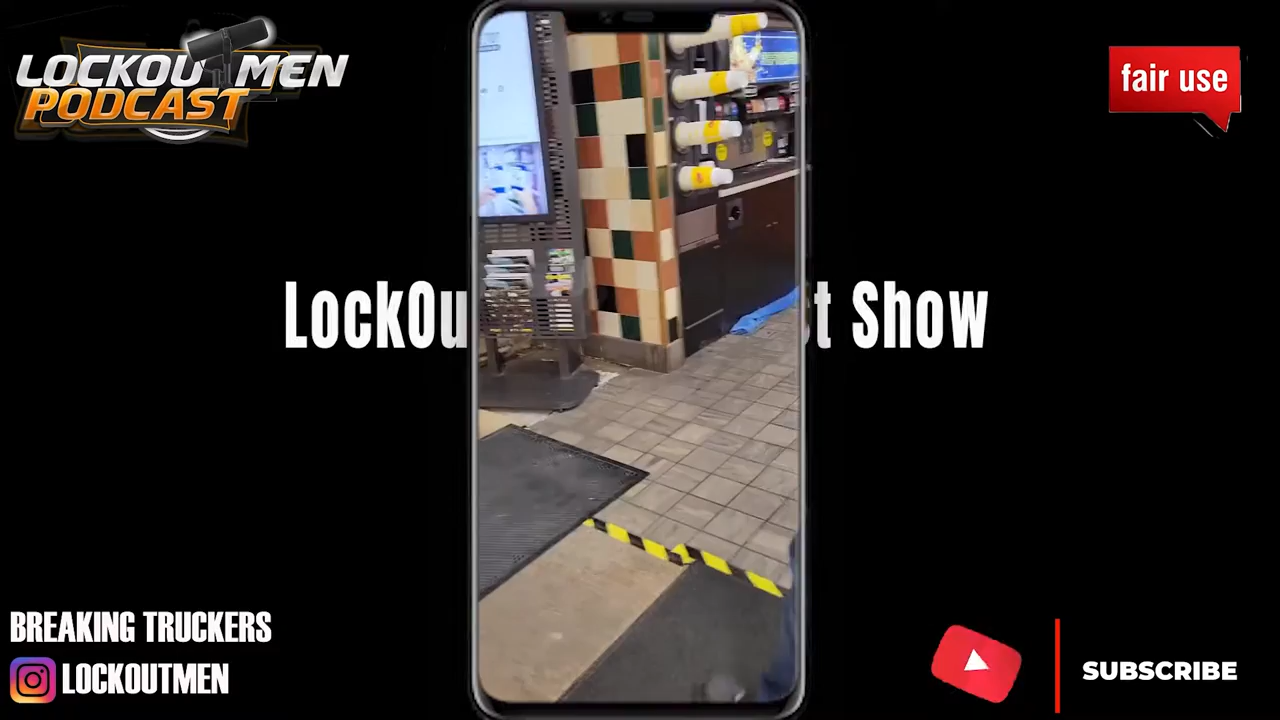 LOCKOU MEN
PODCAST
fair use
LockOu t Show
BREAKING TRUCKERS
LOCKOUTMEN
SUBSCRIBE